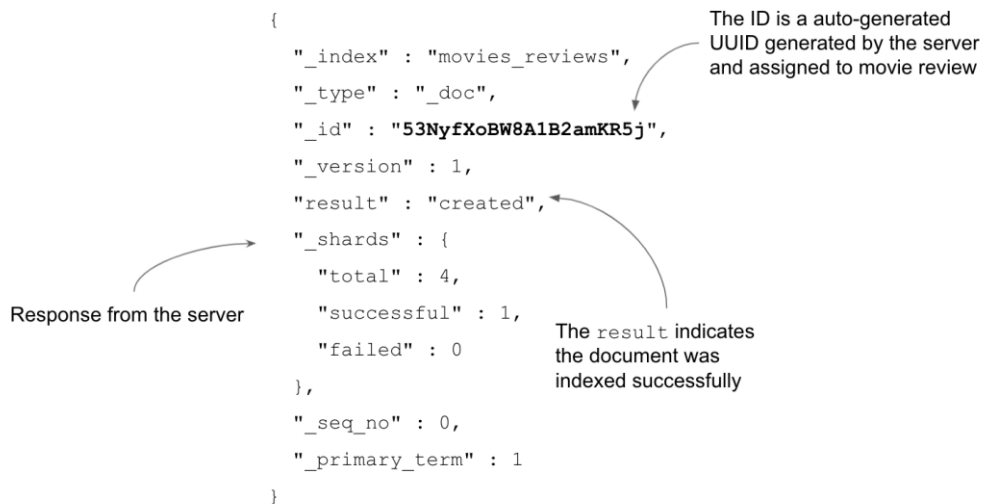 {
"_index" : "movies_reviews",
"_type" : "_doc",
"_id" : "53NyfXoBW8A1B2amKR5j",
"_version" : 1,
"result" : "created",
"_shards" : {
"total" : 4,
"successful" : 1,
"failed" : 0
},
"_seq_no" : 0,
"_primary_term" : 1
}
The ID is a auto-generated
UUID generated by the server
and assigned to movie review
Response from the server
The result indicates
the document was
indexed successfully